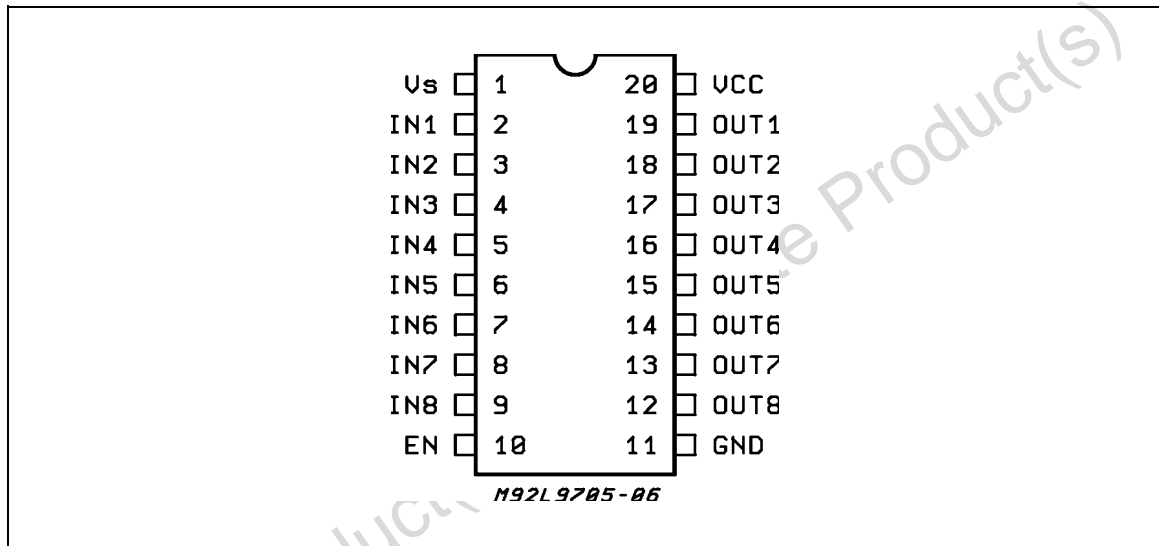 Vs 1 20 VCC
IN1 2 19 OUT1
IN2 3 18 OUT2
IN3 4 17 OUT3
IN4 5 16 OUT4
IN5 6 15 OUT5
IN6 7 14 OUT6
IN7 8 13 OUT7
IN8 9 12 OUT8
EN 10 11 GND
M92L9705-06
Product(s)